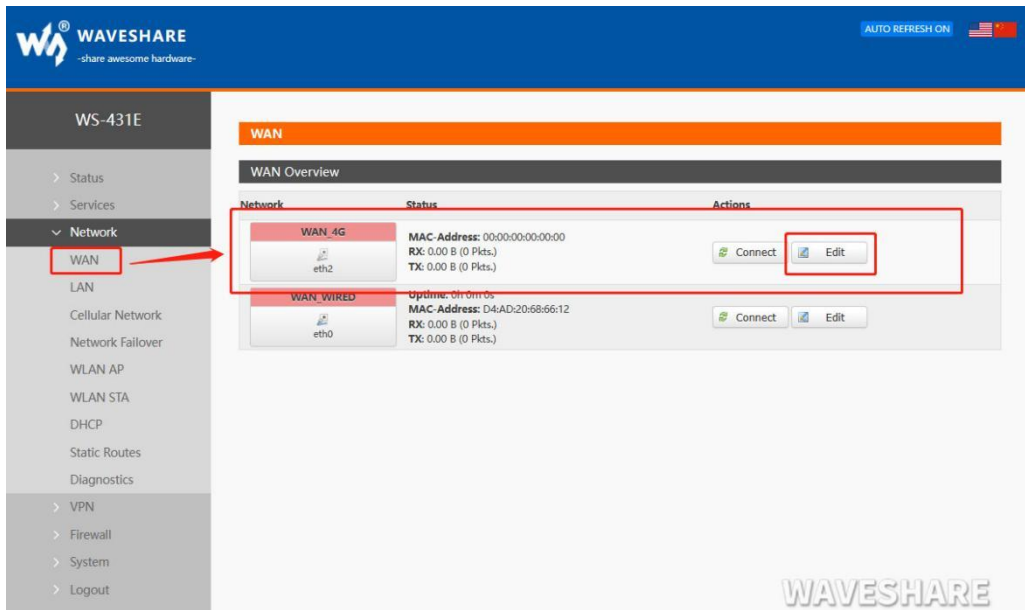 WAVESHARE
-share awesome hardware-
AUTO REFRESH ON
WS-431E
Status
Services
Network
WAN
LAN
Cellular Network
Network Failover
WLAN AP
WLAN STA
DHCP
Static Routes
Diagnostics
VPN
Firewall
System
Logout
WAN
WAN Overview
Network Status Actions
WAN_4G
eth2
MAC-Address: 00:00:00:00:00:00
RX: 0.00 B (0 Pkts.)
TX: 0.00 B (0 Pkts.)
Connect Edit
WAN_WIRED
eth0
Uptime: 0h 0m 0s
MAC-Address: D4:AD:20:68:66:12
RX: 0.00 B (0 Pkts.)
TX: 0.00 B (0 Pkts.)
Connect Edit
WAVESHARE